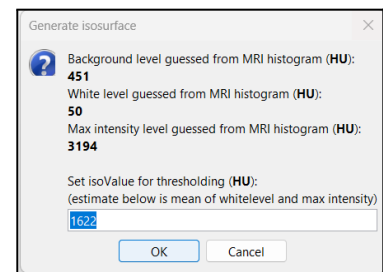 Generate isosurface
Background level guessed from MRI histogram (HU):
451
White level guessed from MRI histogram (HU):
50
Max intensity level guessed from MRI histogram (HU):
3194
Set isoValue for thresholding (HU):
(estimate below is mean of whitelevel and max intensity)
1622
OK Cancel